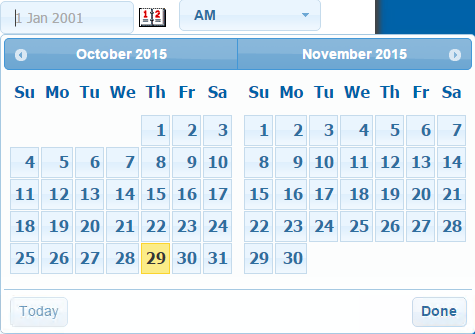 1 Jan 2001 1 2 AM
October 2015 November 2015
Su Mo Tu We Th Fr Sa Su Mo Tu We Th Fr Sa
1 2 3 1 2 3 4 5 6 7
4 5 6 7 8 9 10 8 9 10 11 12 13 14
11 12 13 14 15 16 17 15 16 17 18 19 20 21
18 19 20 21 22 23 24 22 23 24 25 26 27 28
25 26 27 28 29 30 31 29 30
Today Done